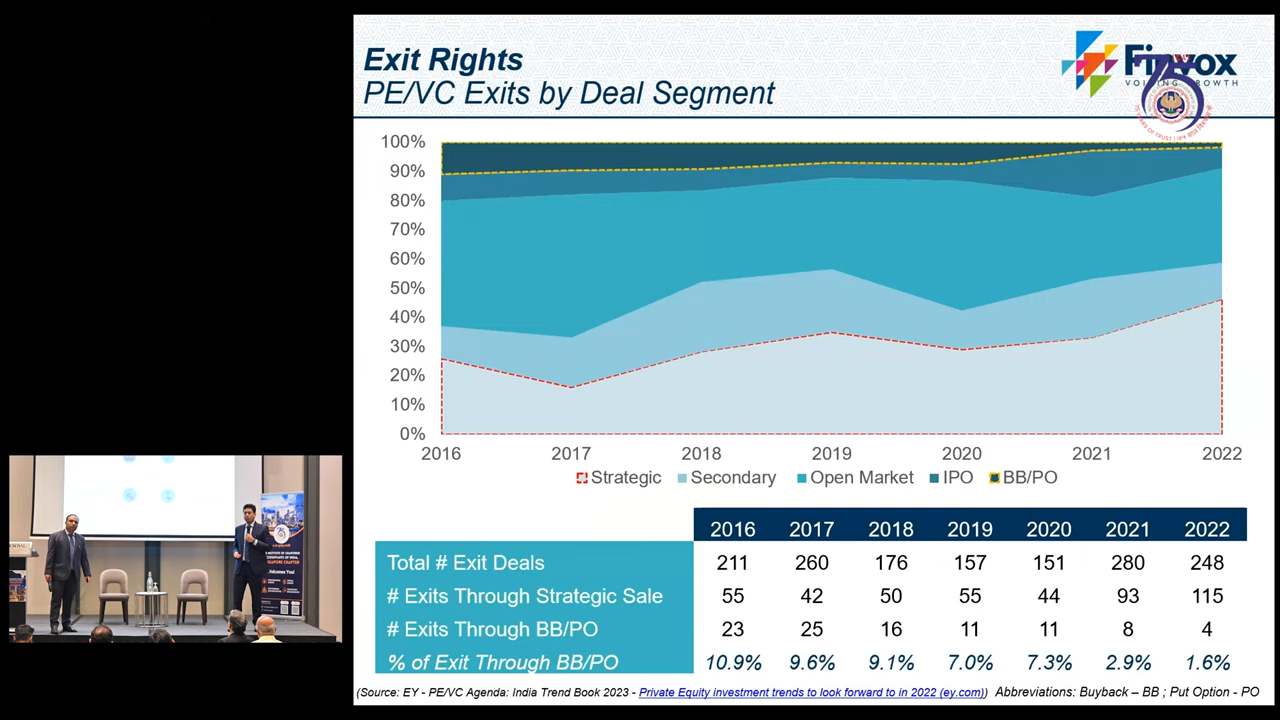 Exit Rights
PE/VC Exits by Deal Segment
Finvox
VOICING GROWTH
75
100%
90%
80%
70%
60%
50%
40%
30%
20%
10%
0%
2016 2017 2018 2019 2020 2021 2022
Strategic Secondary Open Market IPO BB/PO
2016 2017 2018 2019 2020 2021 2022
Total # Exit Deals 211 260 176 157 151 280 248
# Exits Through Strategic Sale 55 42 50 55 44 93 115
# Exits Through BB/PO 23 25 16 11 11 8 4
% of Exit Through BB/PO 10.9% 9.6% 9.1% 7.0% 7.3% 2.9% 1.6%
(Source: EY - PE/VC Agenda: India Trend Book 2023 - Private Equity investment trends to look forward to in 2022 (ey.com)) Abbreviations: Buyback – BB ; Put Option - PO